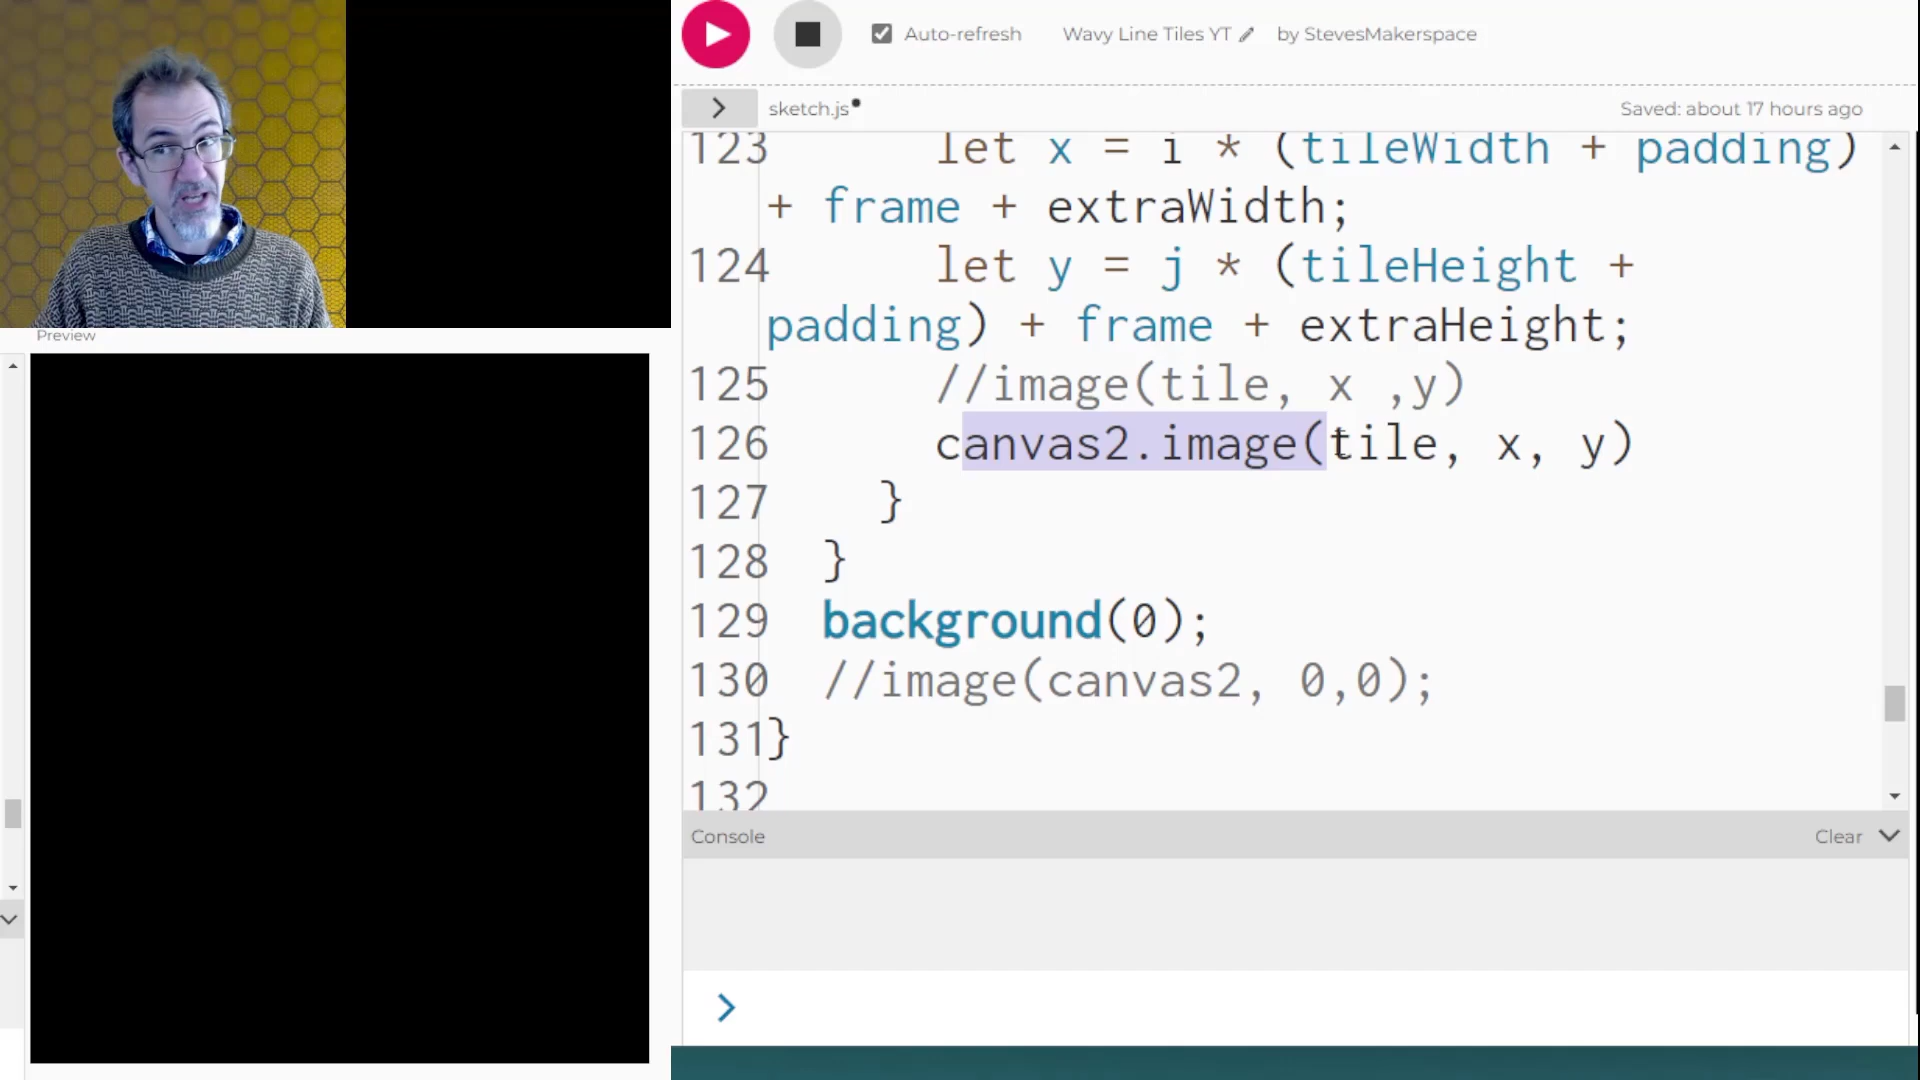 Auto-refresh Wavy Line Tiles YT by StevesMakerspace
sketch.js Saved: about 17 hours ago
Preview
123 let x = i * (tileWidth + padding)
+ frame + extraWidth;
124 let y = j * (tileHeight +
padding) + frame + extraHeight;
125 //image(tile, x ,y)
126 canvas2.image(tile, x, y)
127 }
128 }
129 background(0);
130 //image(canvas2, 0,0);
131 }
132
Console Clear